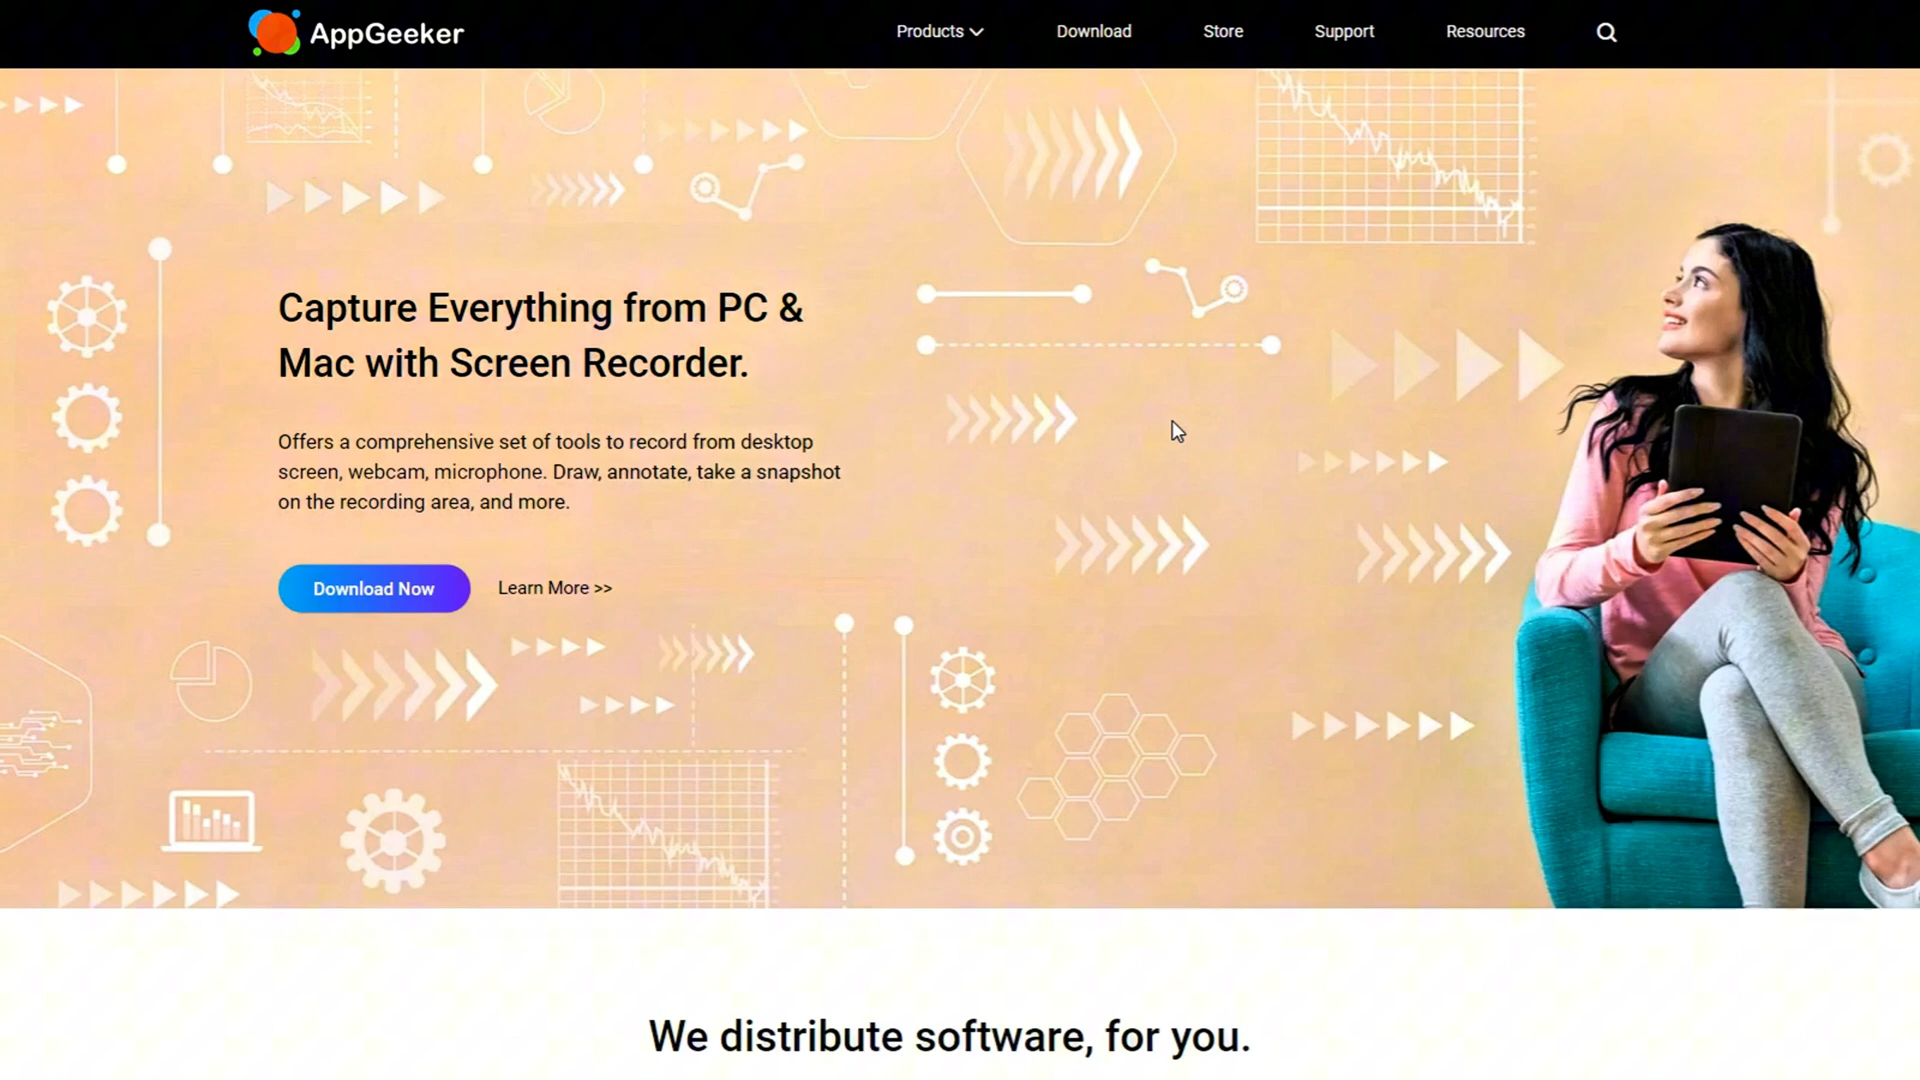 AppGeeker
Products
Download
Store
Support
Resources
Capture Everything from PC &
Mac with Screen Recorder.
Offers a comprehensive set of tools to record from desktop
screen, webcam, microphone. Draw, annotate, take a snapshot
on the recording area, and more.
Download Now
Learn More >>
We distribute software, for you.